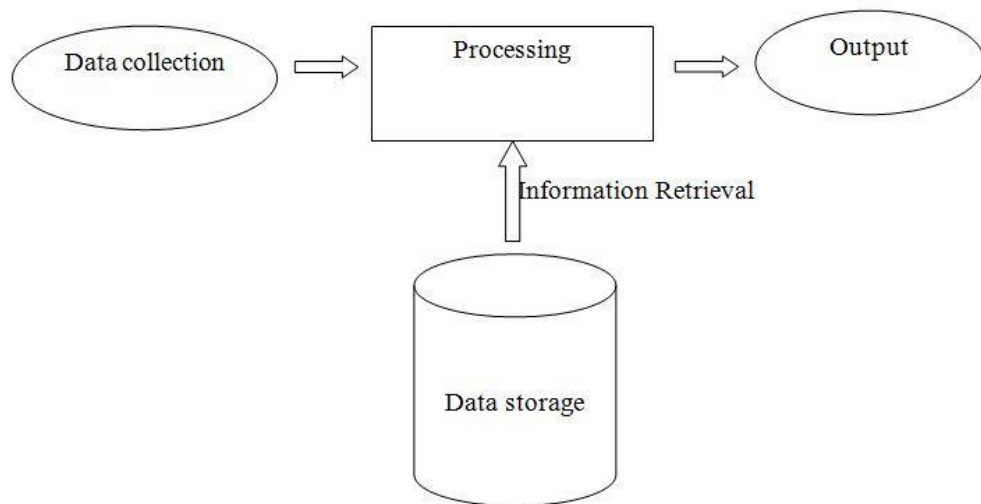 Data collection
Processing
Output
Information Retrieval
Data storage